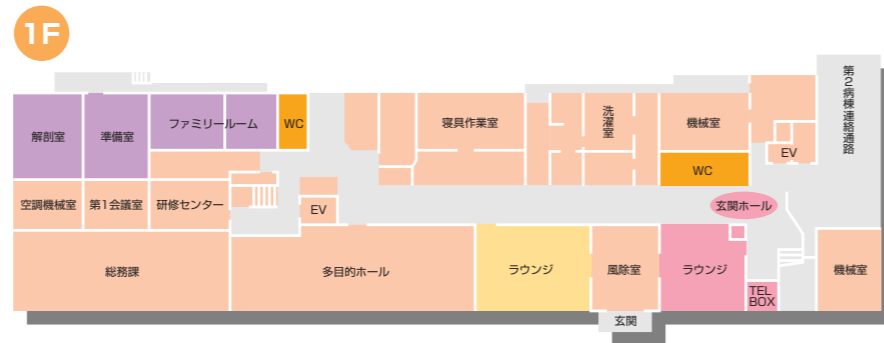 1F
第2病棟連絡通路
解剖室
準備室
ファミリールーム
WC
寝具作業室
洗濯室
機械室
EV
WC
空調機械室
第1会議室
研修センター
EV
玄関ホール
総務課
多目的ホール
ラウンジ
風除室
ラウンジ
機械室
TEL
BOX
玄関